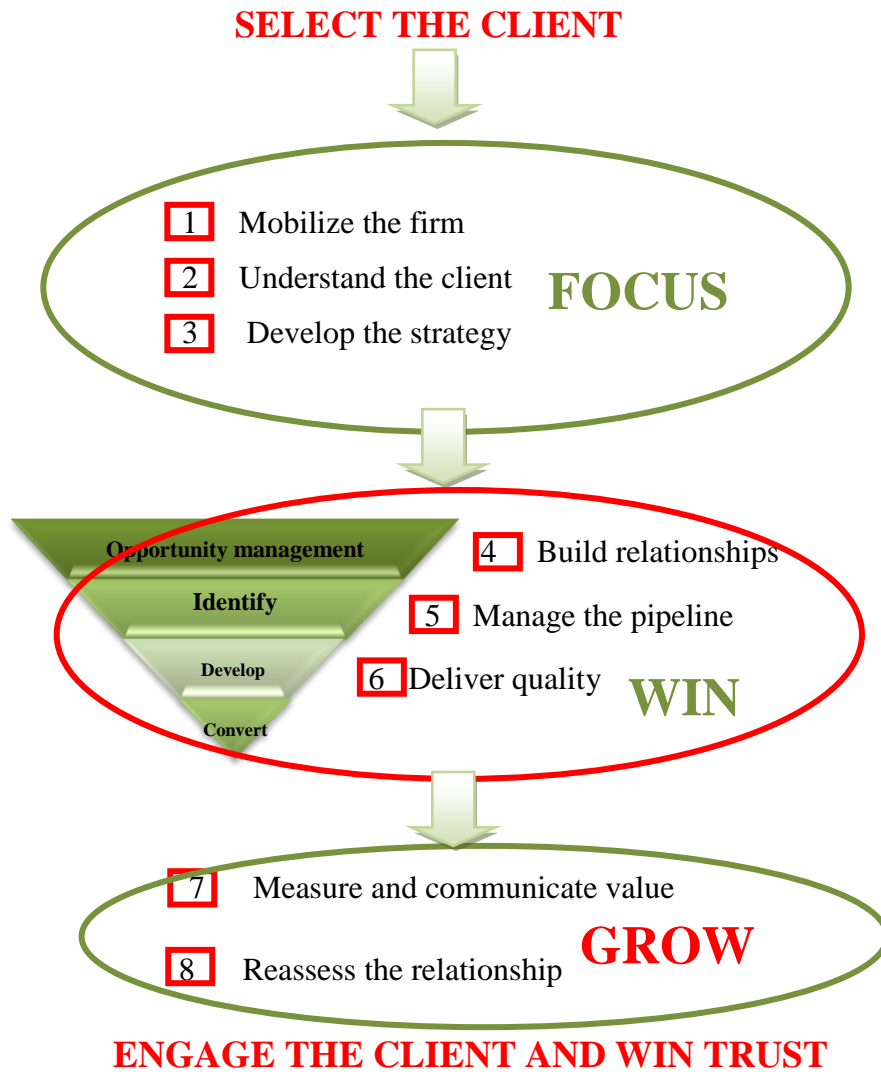 SELECT THE CLIENT
1 Mobilize the firm
2 Understand the client
3 Develop the strategy
FOCUS
Opportunity management
Identify
Develop
Convert
4 Build relationships
5 Manage the pipeline
6 Deliver quality
WIN
7 Measure and communicate value
8 Reassess the relationship
GROW
ENGAGE THE CLIENT AND WIN TRUST